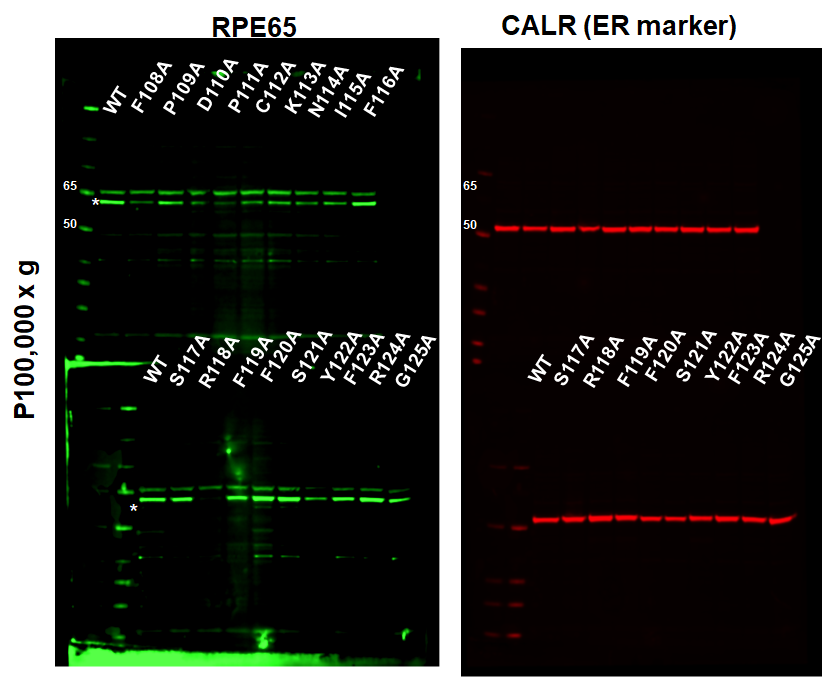 RPE65
CALR (ER marker)
WT F108A P109A D110A P111A C112A K113A N114A I115A F116A
65
*
50
65
50
P100,000 x g
WT S117A R118A F119A F120A S121A Y122A F123A R124A G125A
*
WT S117A R118A F119A F120A S121A Y122A F123A R124A G125A